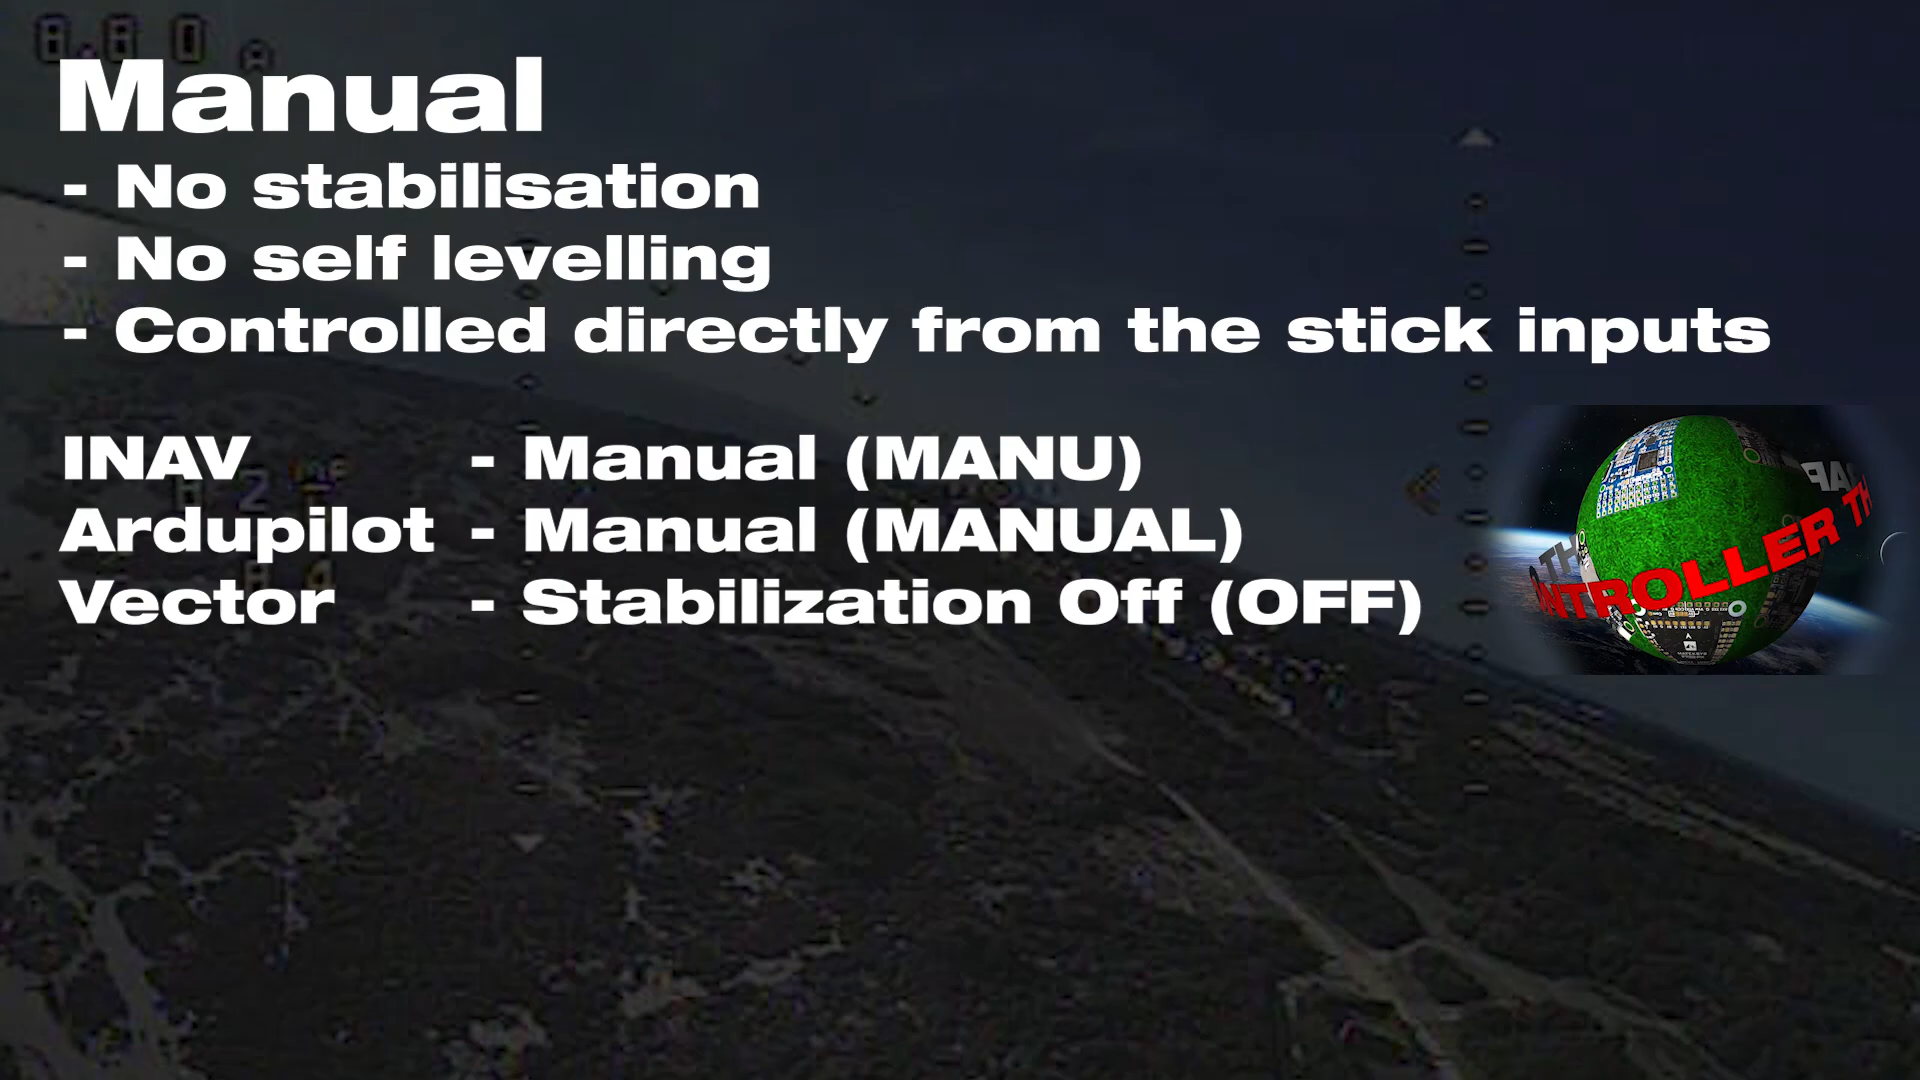 Manual
- No stabilisation
- No self levelling
- Controlled directly from the stick inputs
INAV - Manual (MANU)
Ardupilot - Manual (MANUAL)
Vector - Stabilization Off (OFF)